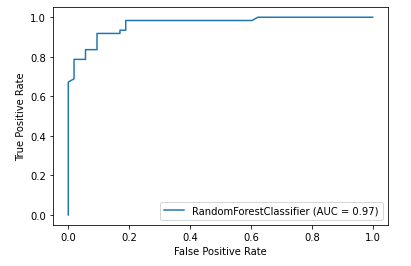 1.0
0.8
0.6
0.4
0.2
0.0
True Positive Rate
RandomForestClassifier (AUC = 0.97)
0.0 0.2 0.4 0.6 0.8 1.0
False Positive Rate